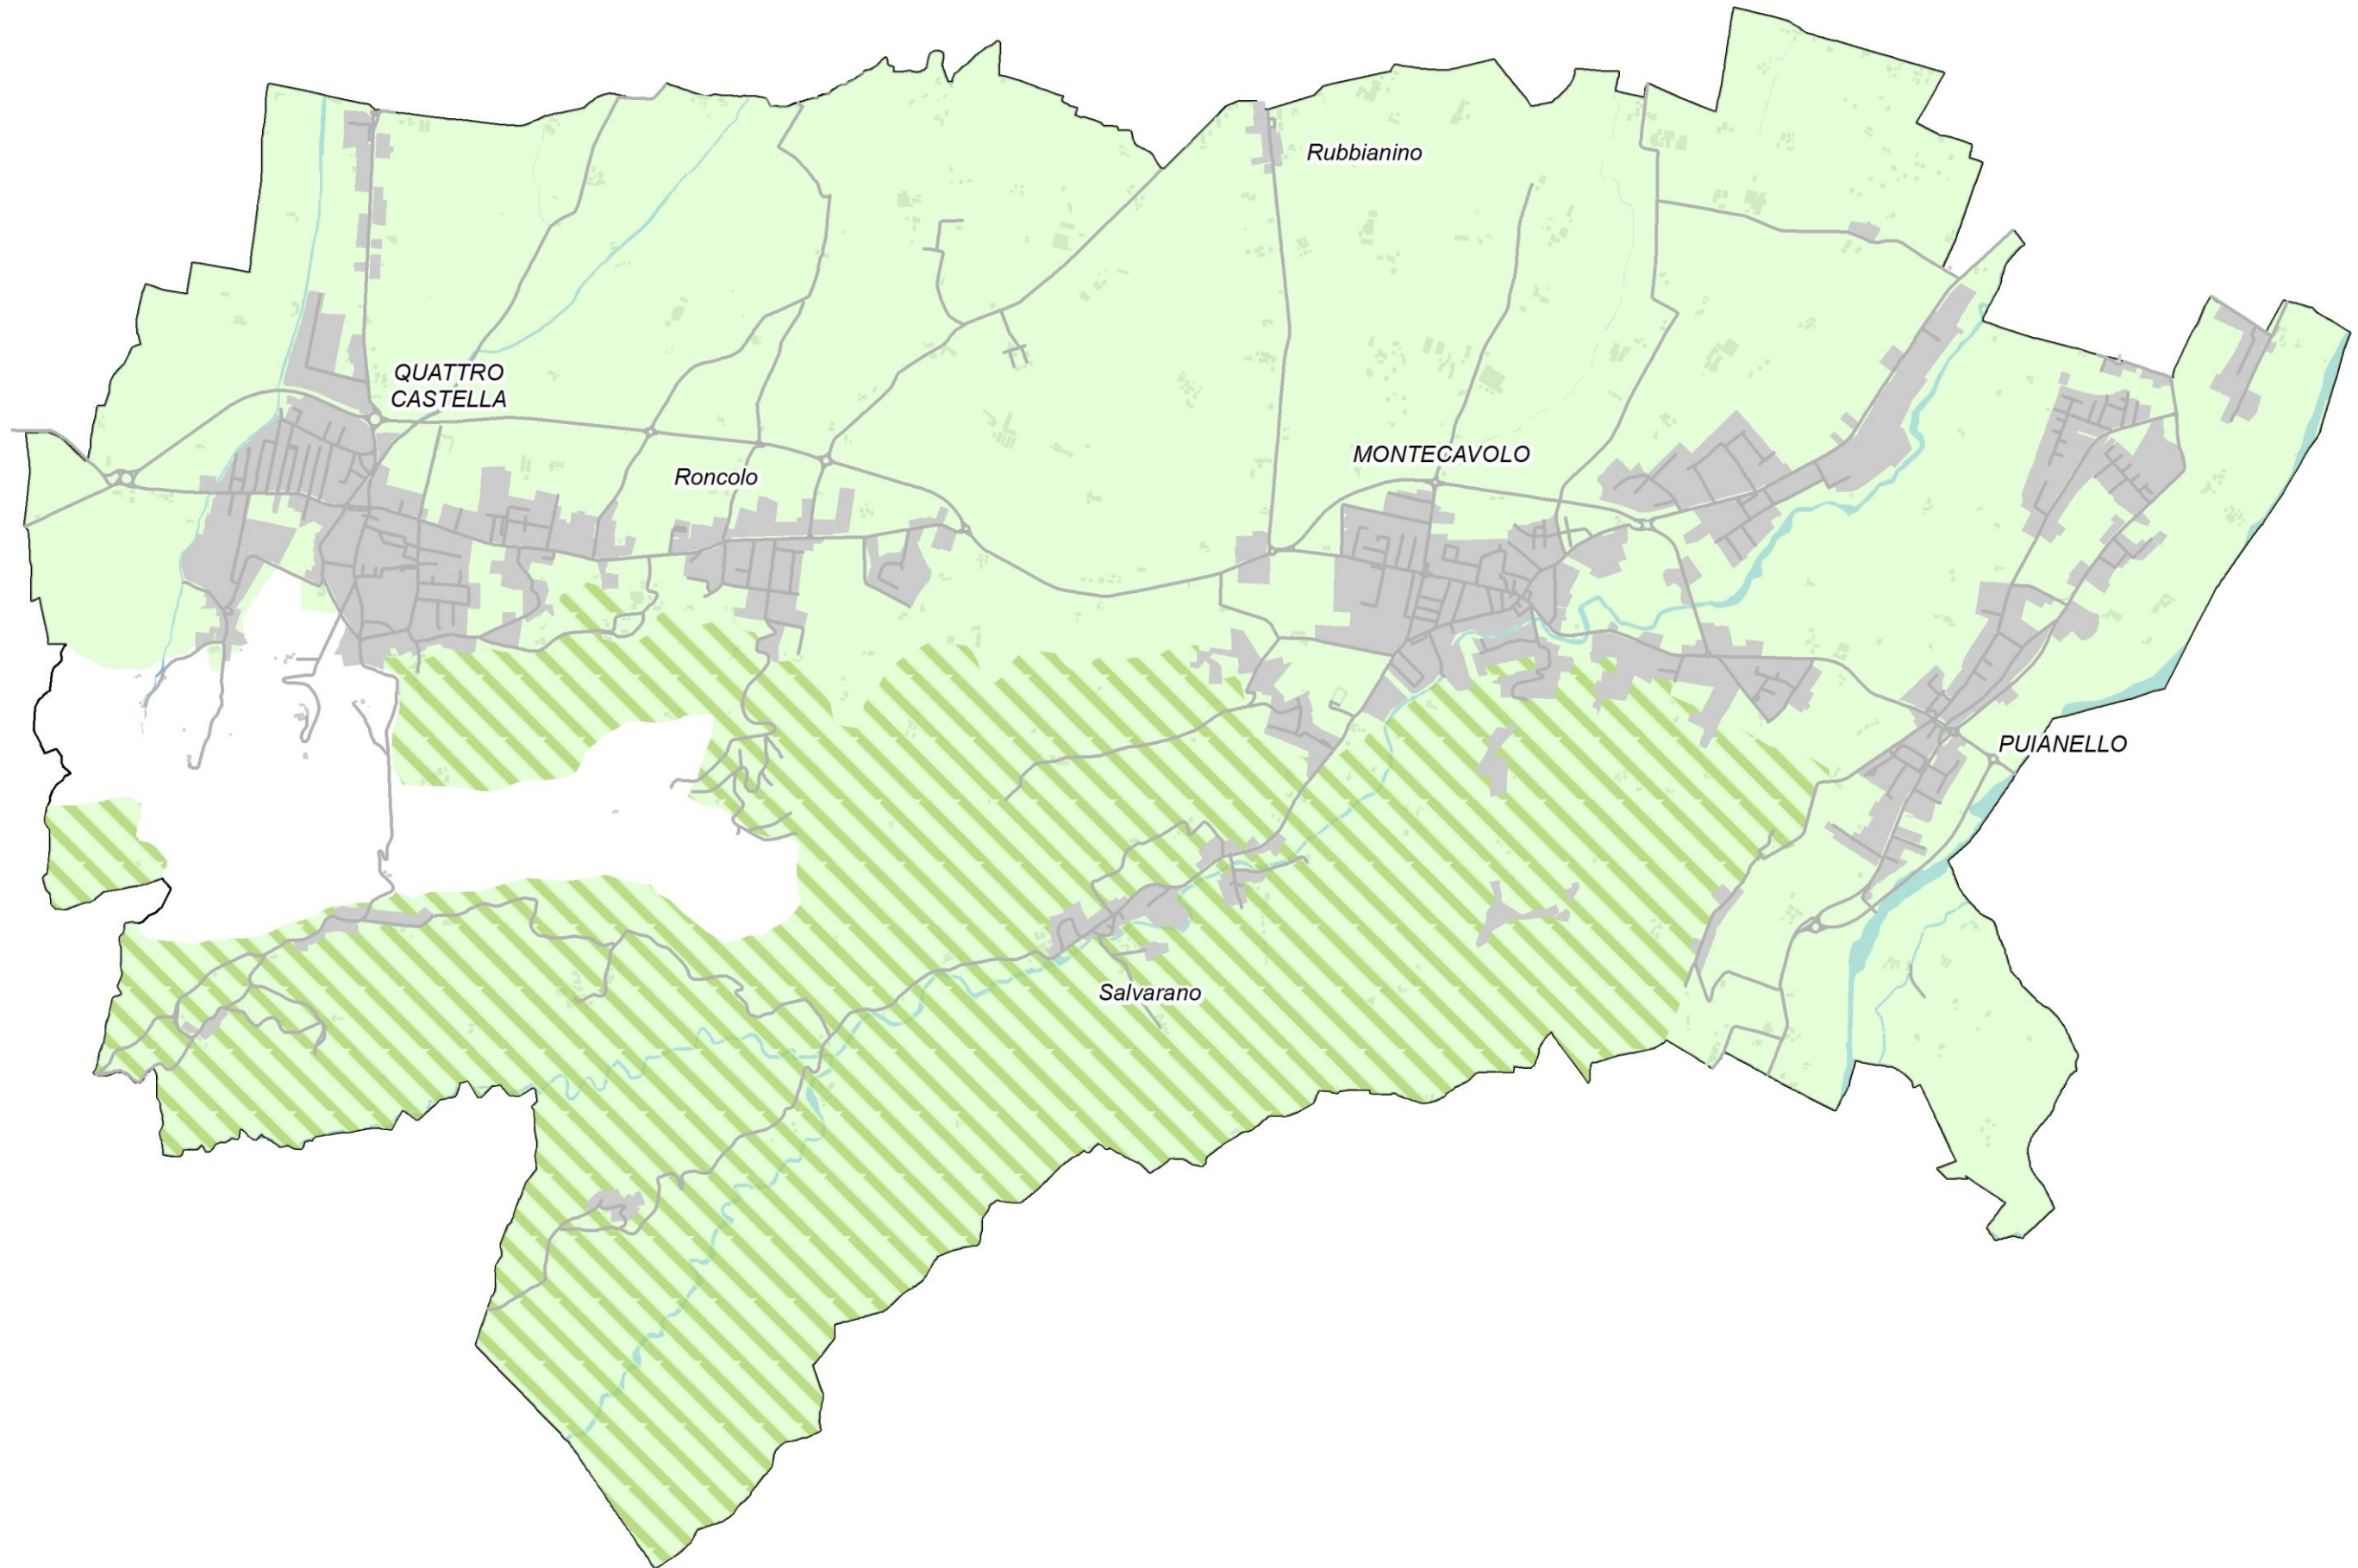 Rubbianino
QUATTRO
CASTELLA
MONTECAVOLO
Roncolo
PUIANELLO
Salvarano